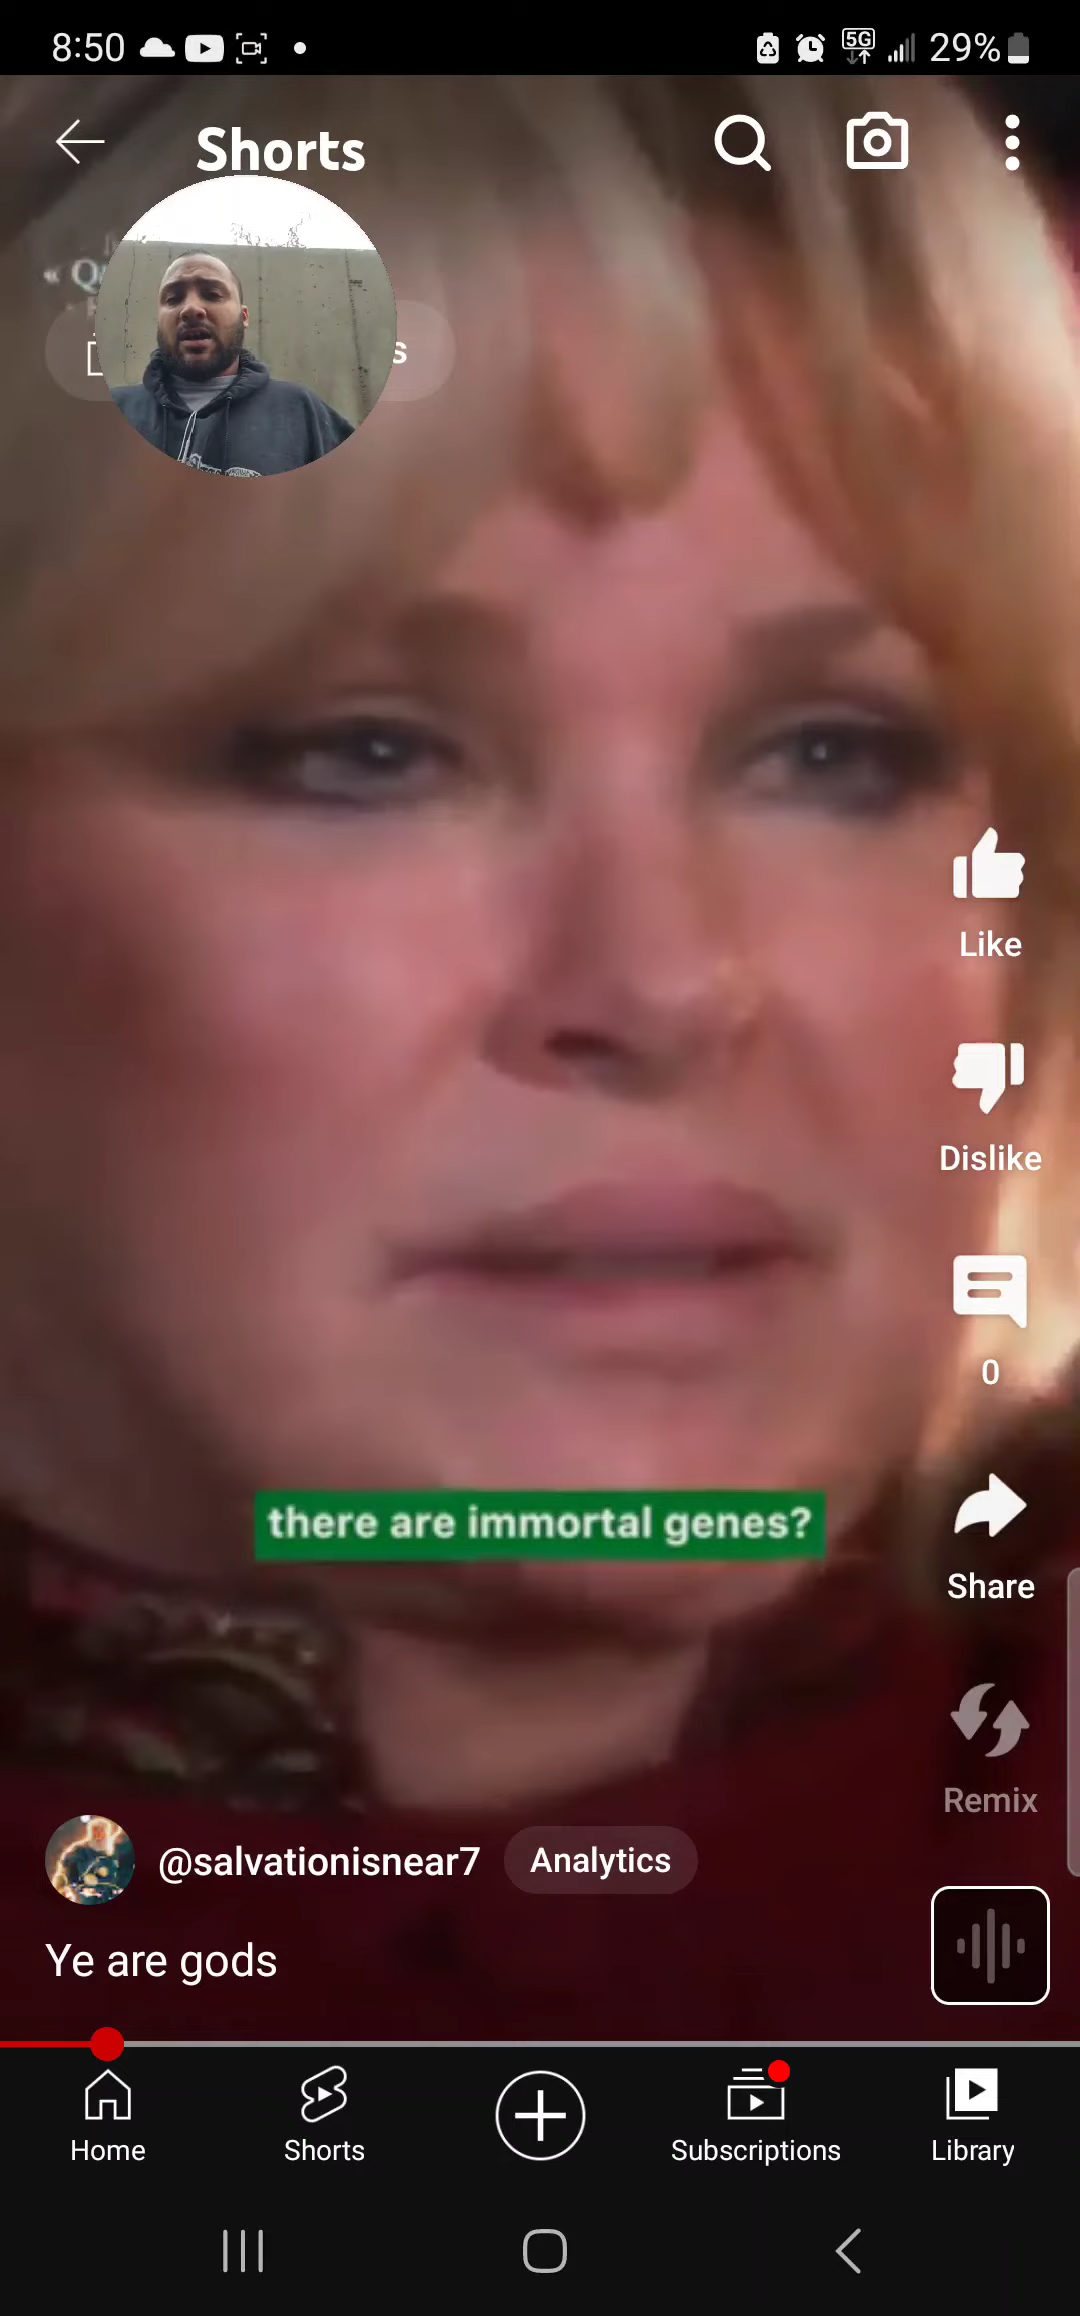 8:50
5G
29%
Shorts
Like
Dislike
0
there are immortal genes?
Share
Remix
@salvationisnear7
Analytics
Ye are gods
Home
Shorts
Subscriptions
Library